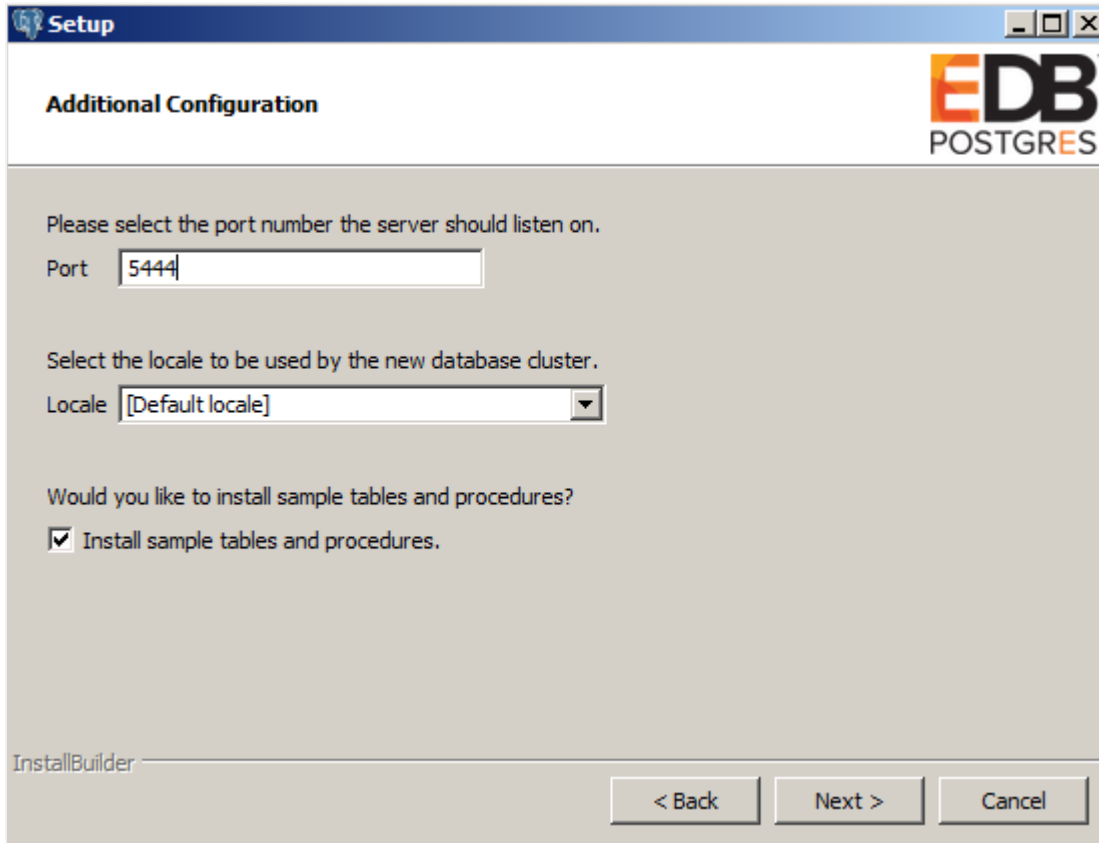 Setup
Additional Configuration
EDB
POSTGRES
Please select the port number the server should listen on.
Port 5444
Select the locale to be used by the new database cluster.
Locale [Default locale]
Would you like to install sample tables and procedures?
Install sample tables and procedures.
InstallBuilder
< Back Next > Cancel